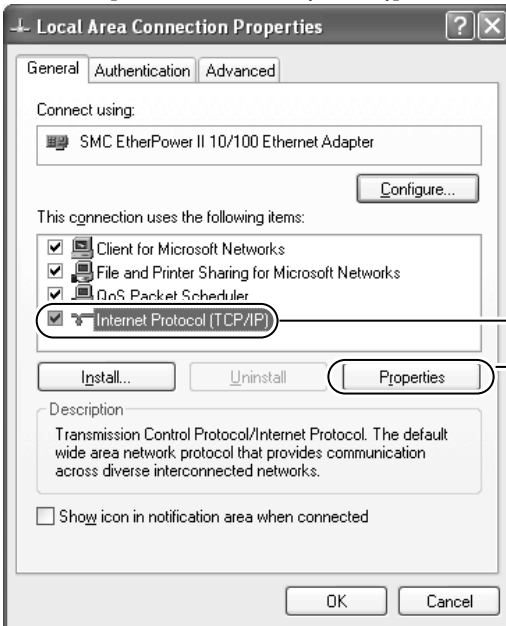 Local Area Connection Properties
General Authentication Advanced
Connect using:
SMC EtherPower II 10/100 Ethernet Adapter
Configure...
This connection uses the following items:
Client for Microsoft Networks
File and Printer Sharing for Microsoft Networks
QoS Packet Scheduler
Internet Protocol (TCP/IP)
Install... Uninstall Properties
Description
Transmission Control Protocol/Internet Protocol. The default
wide area network protocol that provides communication
across diverse interconnected networks.
Show icon in notification area when connected
OK Cancel